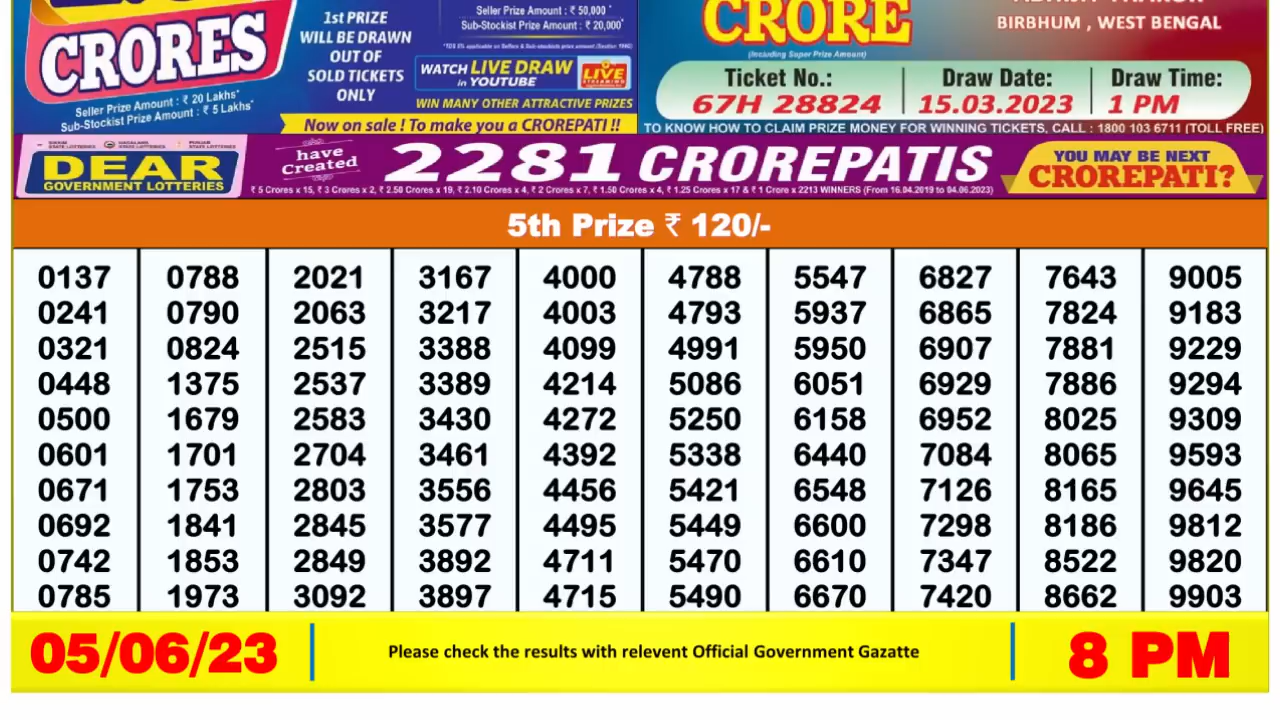 CRORES
Seller Prize Amount : ₹ 20 Lakhs*
Sub-Stockist Prize Amount : ₹ 5 Lakhs*
1st PRIZE
WILL BE DRAWN
OUT OF
SOLD TICKETS
ONLY
Seller Prize Amount : ₹ 50,000 *
Sub-Stockist Prize Amount : ₹ 20,000*
WATCH LIVE DRAW
in YOUTUBE
LIVE
WIN MANY OTHER ATTRACTIVE PRIZES
Now on sale ! To make you a CROREPATI !!
CRORE
(Including Super Prize Amount)
BIRBHUM , WEST BENGAL
Ticket No.: Draw Date: Draw Time:
67H 28824 15.03.2023 1 PM
TO KNOW HOW TO CLAIM PRIZE MONEY FOR WINNING TICKETS, CALL : 1800 103 6711 (TOLL FREE)
DEAR
GOVERNMENT LOTTERIES
have
created
2281 CROREPATIS
₹ 5 Crores x 15, ₹ 3 Crores x 2, ₹ 2.50 Crores x 19, ₹ 2.10 Crores x 4, ₹ 2 Crores x 7, ₹ 1.50 Crores x 4, ₹ 1.25 Crores x 17 & ₹ 1 Crore x 2213 WINNERS (From 16.04.2019 to 04.06.2023)
YOU MAY BE NEXT
CROREPATI?
5th Prize ₹ 120/-
0137 0788 2021 3167 4000 4788 5547 6827 7643 9005
0241 0790 2063 3217 4003 4793 5937 6865 7824 9183
0321 0824 2515 3388 4099 4991 5950 6907 7881 9229
0448 1375 2537 3389 4214 5086 6051 6929 7886 9294
0500 1679 2583 3430 4272 5250 6158 6952 8025 9309
0601 1701 2704 3461 4392 5338 6440 7084 8065 9593
0671 1753 2803 3556 4456 5421 6548 7126 8165 9645
0692 1841 2845 3577 4495 5449 6600 7298 8186 9812
0742 1853 2849 3892 4711 5470 6610 7347 8522 9820
0785 1973 3092 3897 4715 5490 6670 7420 8662 9903
05/06/23
Please check the results with relevent Official Government Gazatte
8 PM